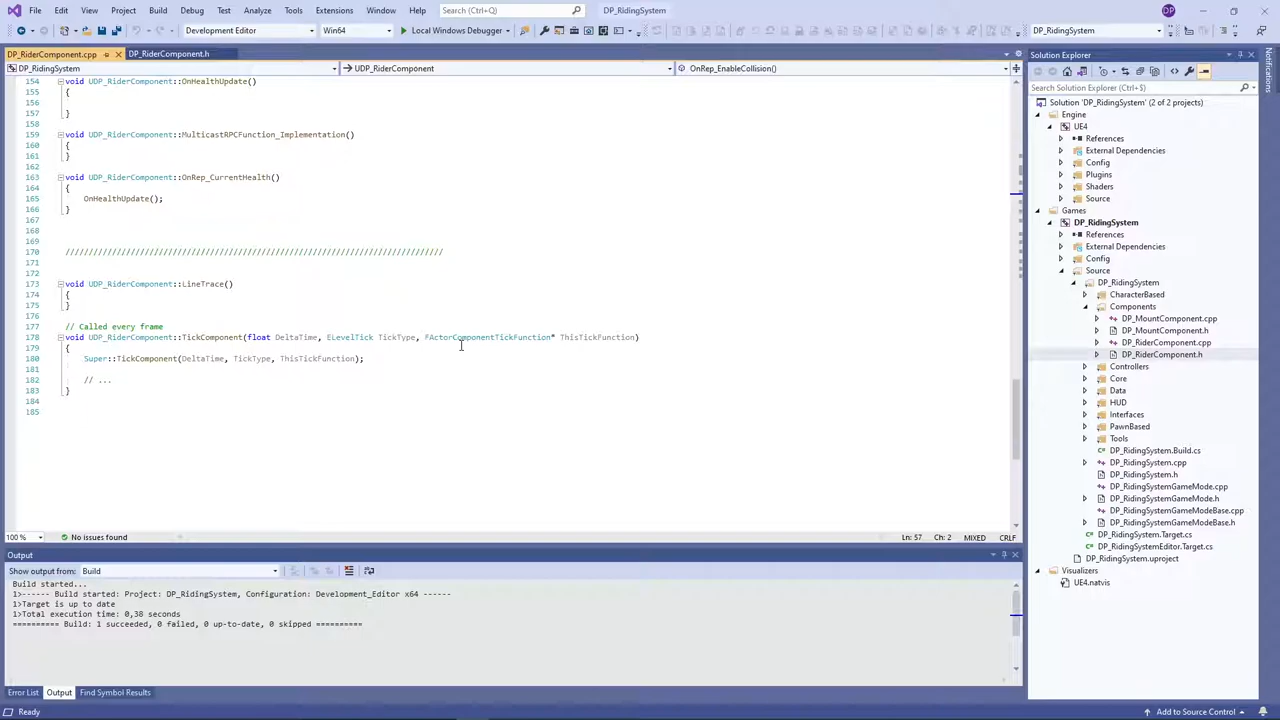 File Edit View Project Build Debug Test Analyze Tools Extensions Window Help Search (Ctrl+Q) DP_RidingSystem DP
Development Editor Win64 Local Windows Debugger DP_RidingSystem
DP_RiderComponent.cpp DP_RiderComponent.h
DP_RidingSystem UDP_RiderComponent OnRep_EnableCollision()
154 void UDP_RiderComponent::OnHealthUpdate()
155 {
156
157 }
158
159 void UDP_RiderComponent::MulticastRPCFunction_Implementation()
160 {
161 }
162
163 void UDP_RiderComponent::OnRep_CurrentHealth()
164 {
165 OnHealthUpdate();
166 }
167
168
169
170 ////////////////////////////////////////////////////////////////////////////////
171
172
173 void UDP_RiderComponent::LineTrace()
174 {
175 }
176
177 // Called every frame
178 void UDP_RiderComponent::TickComponent(float DeltaTime, ELevelTick TickType, FActorComponentTickFunction* ThisTickFunction)
179 {
180 Super::TickComponent(DeltaTime, TickType, ThisTickFunction);
181
182 // ...
183 }
184
185
100 % No issues found Ln: 57 Ch: 2 MIXED CRLF
Output
Show output from: Build
Build started...
1>------ Build started: Project: DP_RidingSystem, Configuration: Development_Editor x64 ------
1>Target is up to date
1>Total execution time: 0,38 seconds
========== Build: 1 succeeded, 0 failed, 0 up-to-date, 0 skipped ==========
Error List Output Find Symbol Results
Ready Add to Source Control
Solution Explorer
Search Solution Explorer (Ctrl+$)
Solution 'DP_RidingSystem' (2 of 2 projects)
Engine
UE4
References
External Dependencies
Config
Plugins
Shaders
Source
Games
DP_RidingSystem
References
External Dependencies
Config
Source
DP_RidingSystem
CharacterBased
Components
DP_MountComponent.cpp
DP_MountComponent.h
DP_RiderComponent.cpp
DP_RiderComponent.h
Controllers
Core
Data
HUD
Interfaces
PawnBased
Tools
DP_RidingSystem.Build.cs
DP_RidingSystem.cpp
DP_RidingSystem.h
DP_RidingSystemGameMode.cpp
DP_RidingSystemGameMode.h
DP_RidingSystemGameModeBase.cpp
DP_RidingSystemGameModeBase.h
DP_RidingSystem.Target.cs
DP_RidingSystemEditor.Target.cs
DP_RidingSystem.uproject
Visualizers
UE4.natvis
Notifications